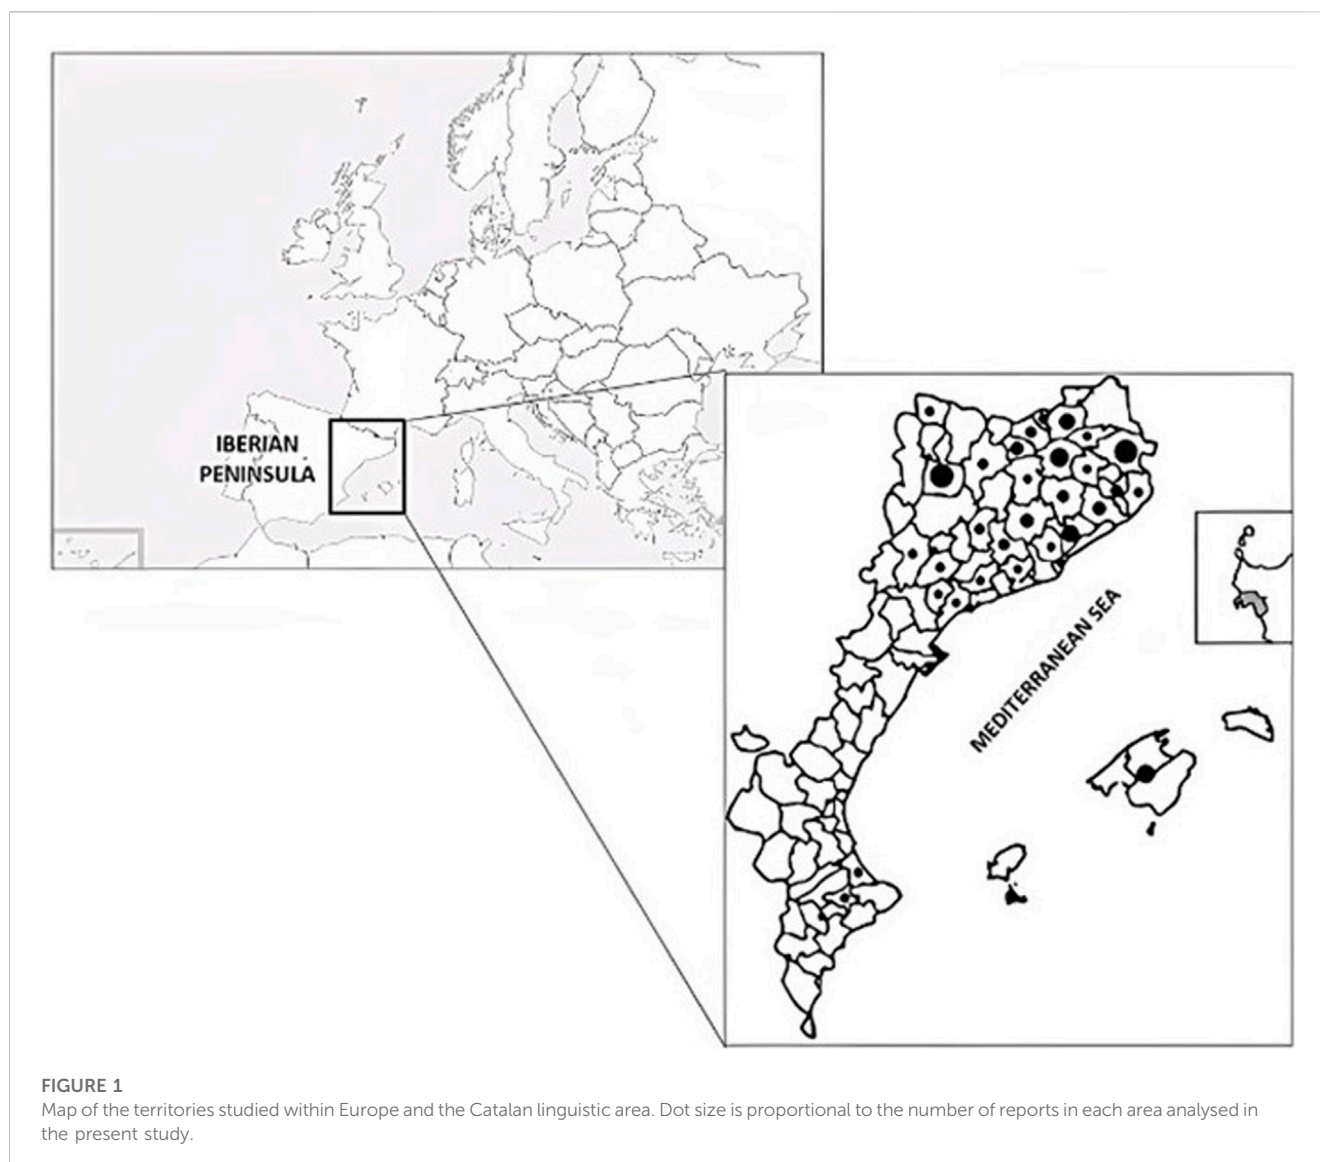 IBERIAN
PENINSULA
MEDITERRANEAN SEA
FIGURE 1
Map of the territories studied within Europe and the Catalan linguistic area. Dot size is proportional to the number of reports in each area analysed in
the present study.